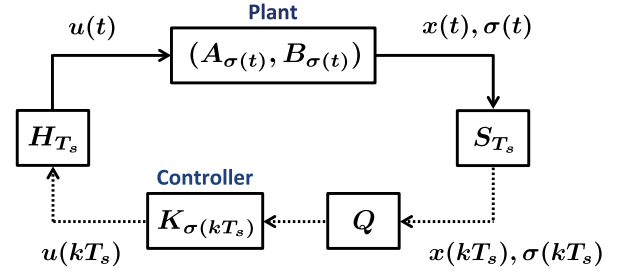 Plant
u(t)
x(t), σ(t)
(A_{σ(t)}, B_{σ(t)})
H_{T_s}
S_{T_s}
Controller
K_{σ(kT_s)}
Q
u(kT_s)
x(kT_s), σ(kT_s)